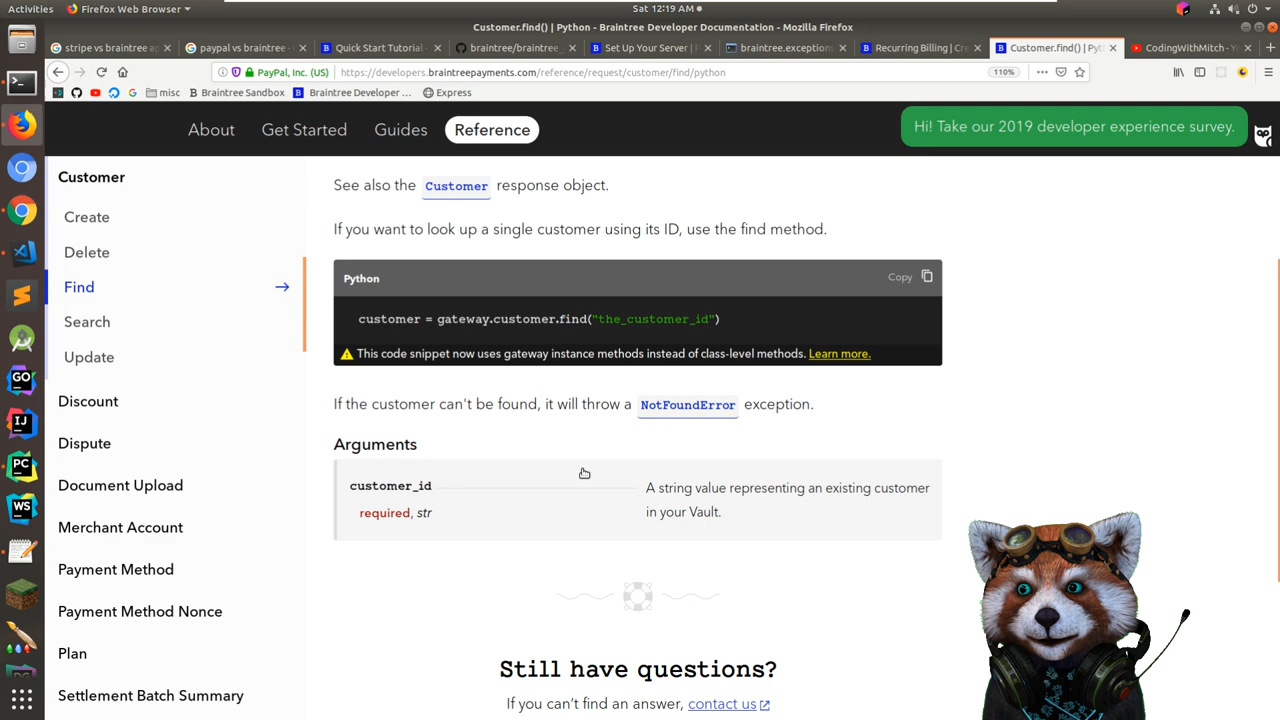 Activities
Firefox Web Browser
Sat 12:19 AM
Customer.find() | Python - Braintree Developer Documentation - Mozilla Firefox
stripe vs braintree a
paypal vs braintree -
Quick Start Tutorial -
braintree/braintree_
Set Up Your Server | P
braintree.exceptions
Recurring Billing | Cre
Customer.find() | Pyt
CodingWithMitch - Yo
PayPal, Inc. (US)
https://developers.braintreepayments.com/reference/request/customer/find/python
110%
misc
Braintree Sandbox
Braintree Developer ...
Express
About
Get Started
Guides
Reference
Hi! Take our 2019 developer experience survey.
Customer
Create
Delete
Find
Search
Update
Discount
Dispute
Document Upload
Merchant Account
Payment Method
Payment Method Nonce
Plan
Settlement Batch Summary
See also the Customer response object.
If you want to look up a single customer using its ID, use the find method.
Python
Copy
customer = gateway.customer.find("the_customer_id")
This code snippet now uses gateway instance methods instead of class-level methods. Learn more.
If the customer can't be found, it will throw a NotFoundError exception.
Arguments
customer_id
required, str
A string value representing an existing customer
in your Vault.
Still have questions?
If you can't find an answer, contact us